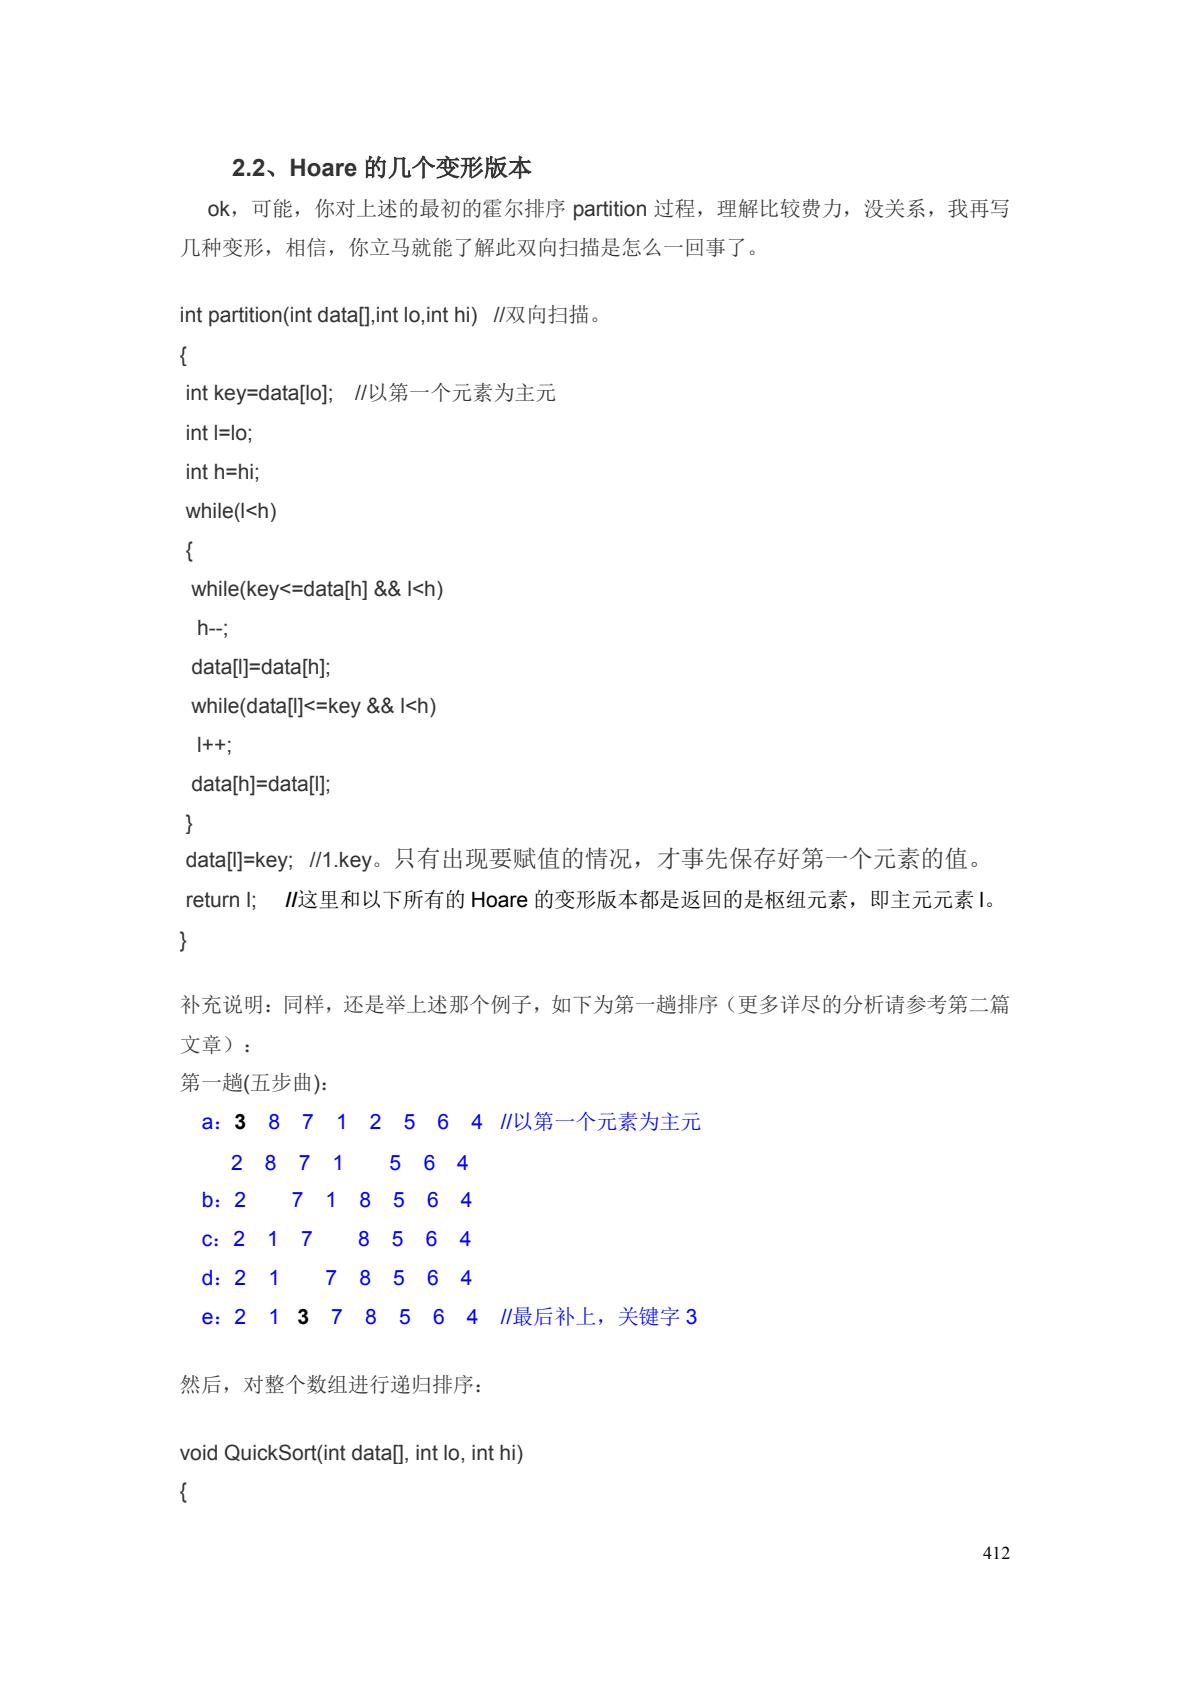 2.2、Hoare 的几个变形版本
ok，可能，你对上述的最初的霍尔排序 partition 过程，理解比较费力，没关系，我再写
几种变形，相信，你立马就能了解此双向扫描是怎么一回事了。
int partition(int data[],int lo,int hi)   //双向扫描。
{
int key=data[lo];    //以第一个元素为主元
int l=lo;
int h=hi;
while(l<h)
{
while(key<=data[h] && l<h)
h--;
data[l]=data[h];
while(data[l]<=key && l<h)
l++;
data[h]=data[l];
}
data[l]=key;   //1.key。只有出现要赋值的情况，才事先保存好第一个元素的值。
return l;     //这里和以下所有的 Hoare 的变形版本都是返回的是枢纽元素，即主元元素 l。
}
补充说明：同样，还是举上述那个例子，如下为第一趟排序（更多详尽的分析请参考第二篇
文章）：
第一趟(五步曲)：
a：3   8   7   1   2   5   6   4   //以第一个元素为主元
2   8   7   1       5   6   4
b：2       7   1   8   5   6   4
c：2   1   7       8   5   6   4
d：2   1       7   8   5   6   4
e：2   1   3   7   8   5   6   4   //最后补上，关键字 3
然后，对整个数组进行递归排序：
void QuickSort(int data[], int lo, int hi)
{
412